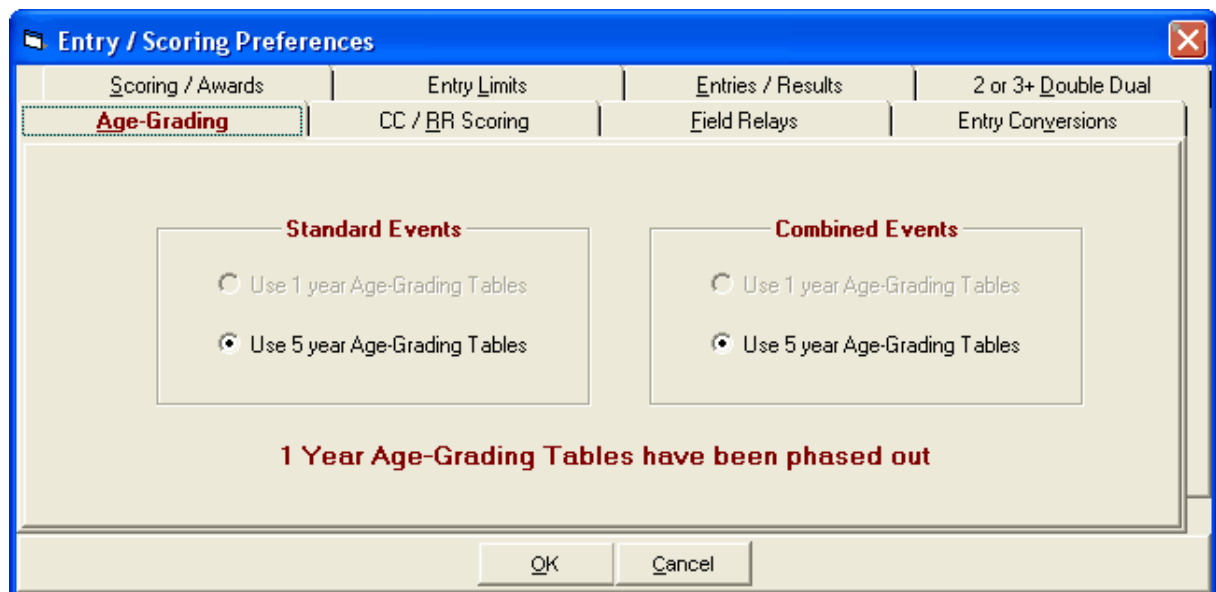 Entry / Scoring Preferences
Scoring / Awards Entry Limits Entries / Results 2 or 3+ Double Dual
Age-Grading CC / RR Scoring Field Relays Entry Conversions
Standard Events Combined Events
Use 1 year Age-Grading Tables Use 1 year Age-Grading Tables
Use 5 year Age-Grading Tables Use 5 year Age-Grading Tables
1 Year Age-Grading Tables have been phased out
OK Cancel